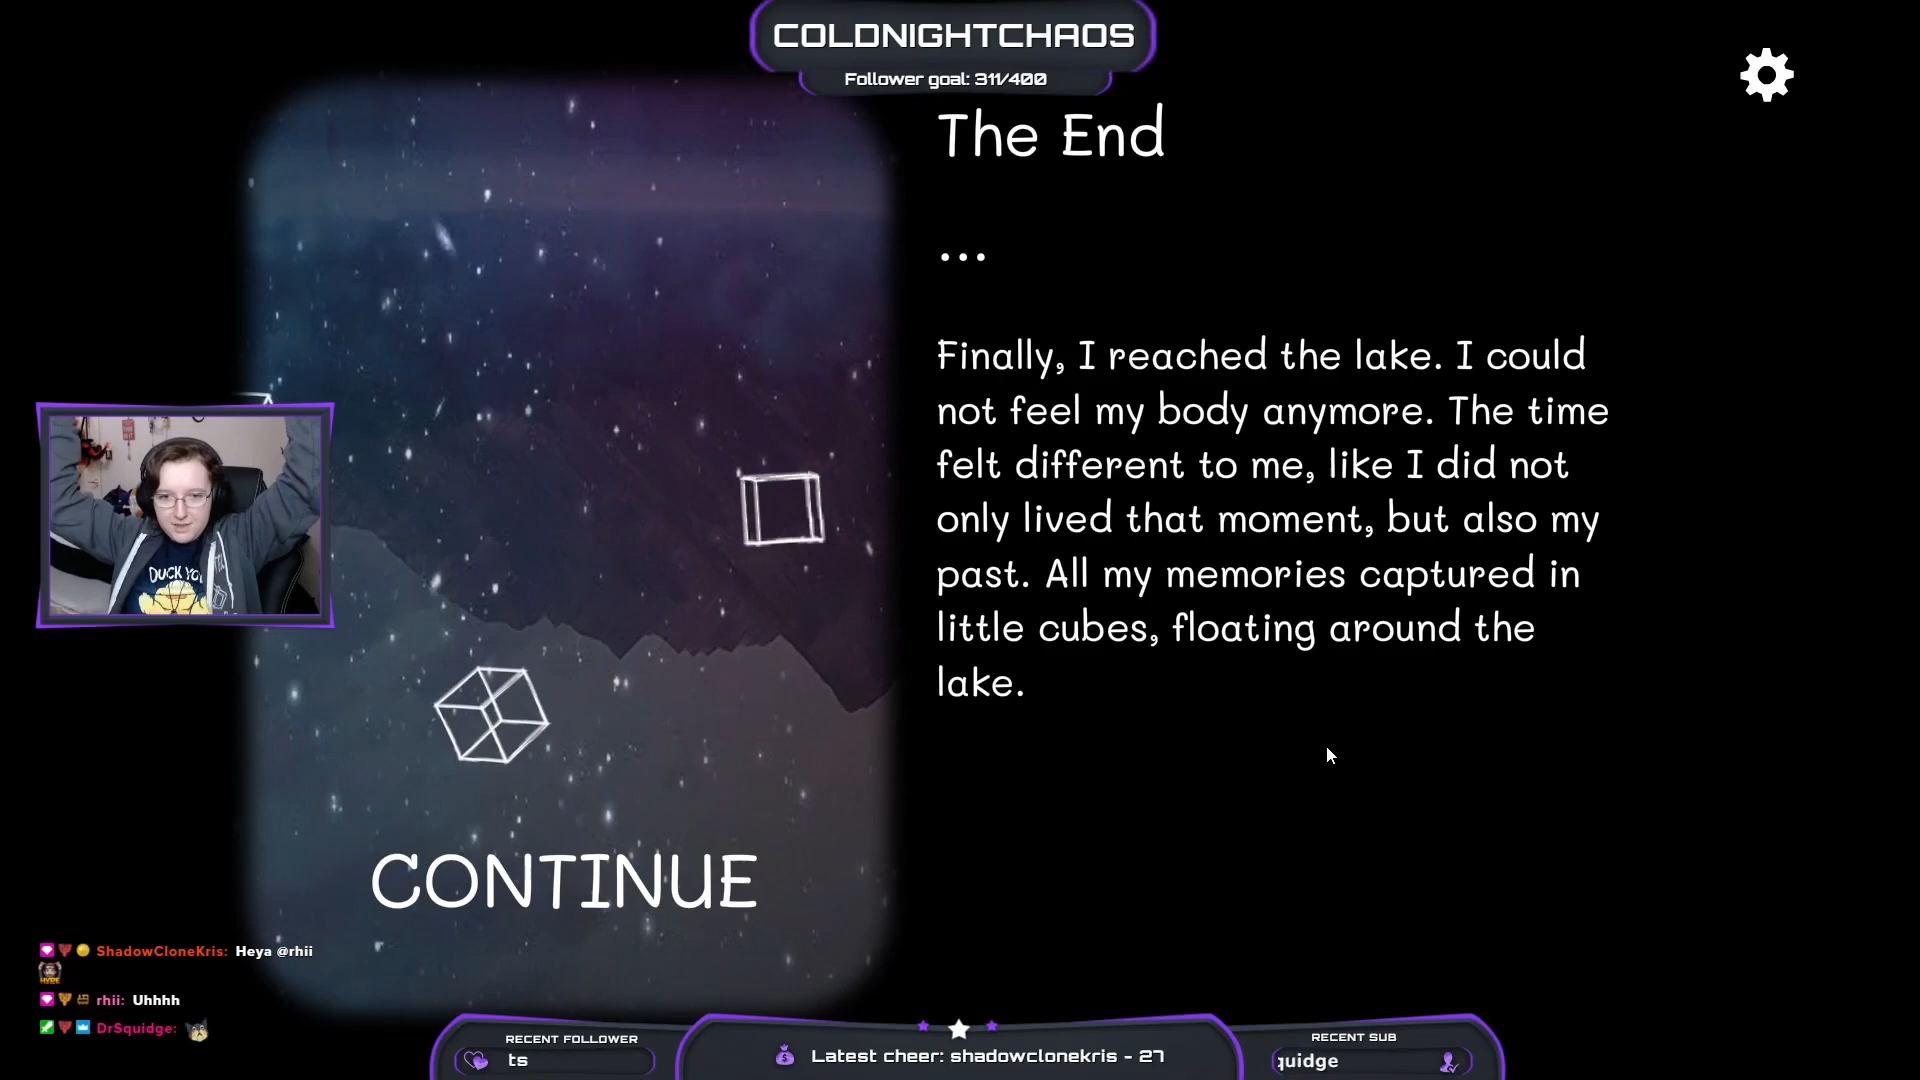 COLDNIGHTCHAOS
Follower goal: 311/400
The End
...
Finally, I reached the lake. I could
not feel my body anymore. The time
felt different to me, like I did not
only lived that moment, but also my
past. All my memories captured in
little cubes, floating around the
lake.
DUCK YOU
CONTINUE
ShadowCloneKris: Heya @rhii
HYPE
rhii: Uhhhh
DrSquidge:
RECENT FOLLOWER
ts
Latest cheer: shadowclonekris - 27
RECENT SUB
quidge